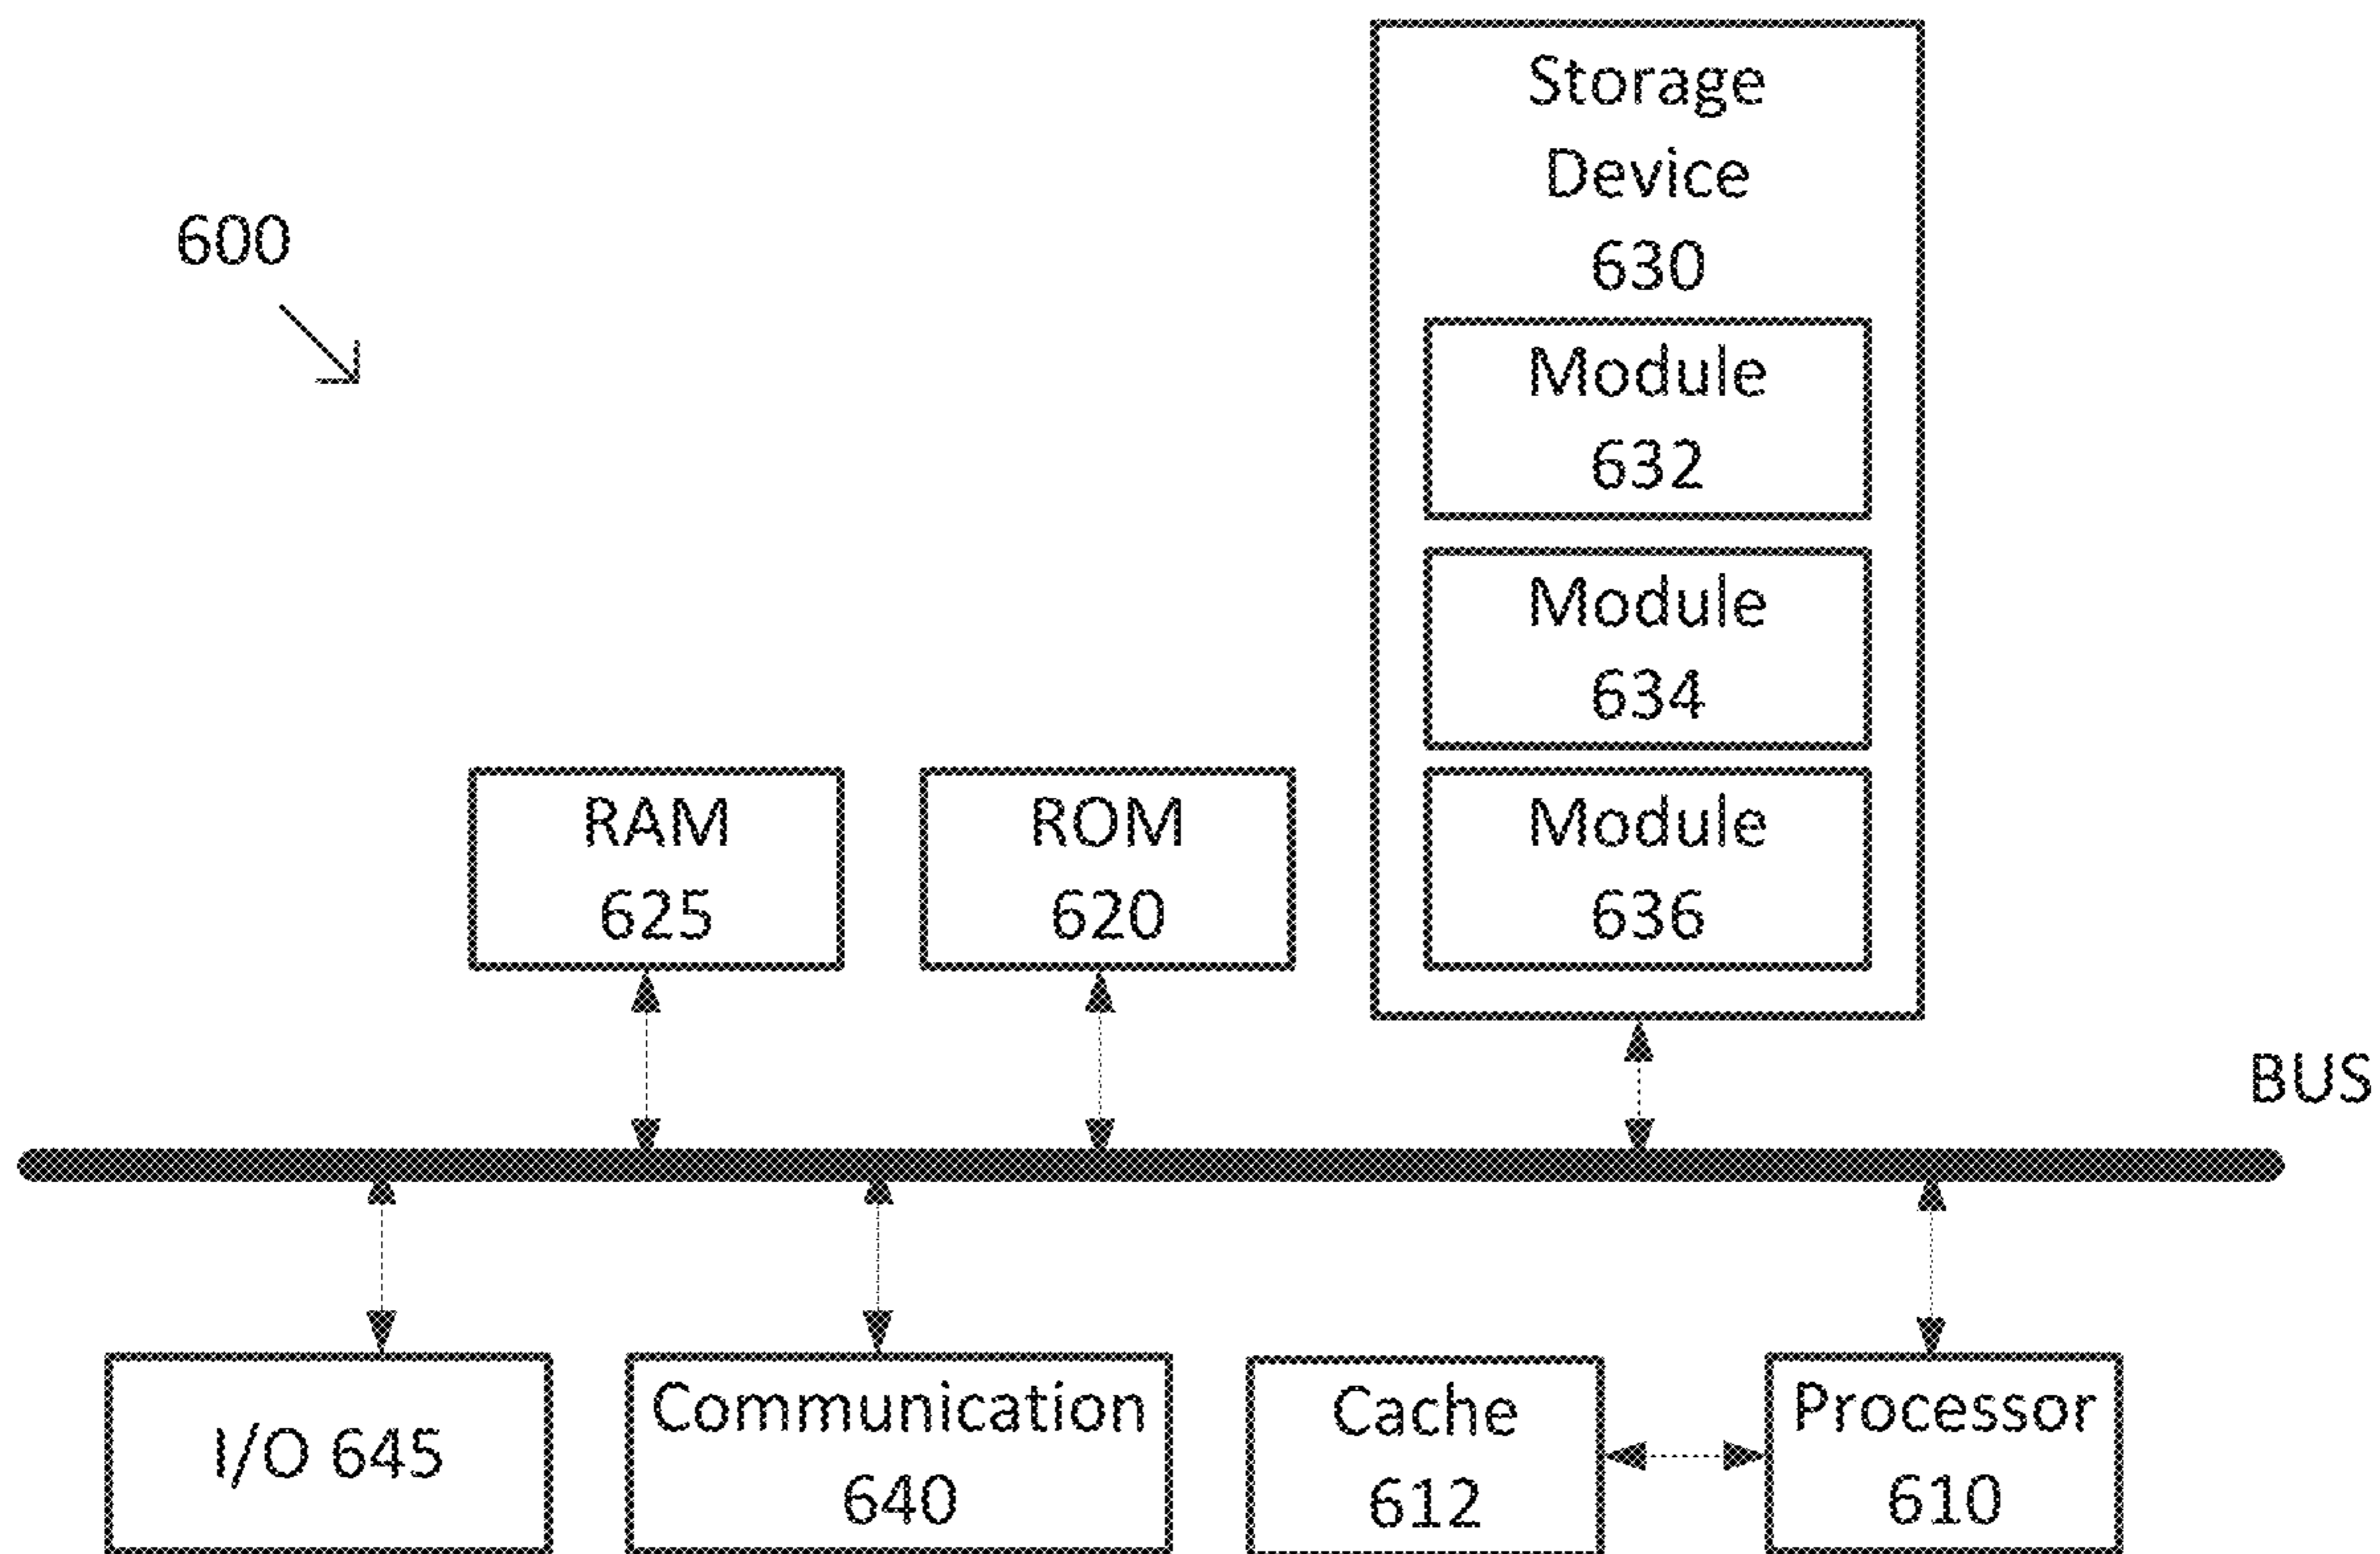 600
Storage
Device
630
Module
632
Module
634
Module
636
RAM
625
ROM
620
BUS
I/O 645
Communication
640
Cache
612
Processor
610